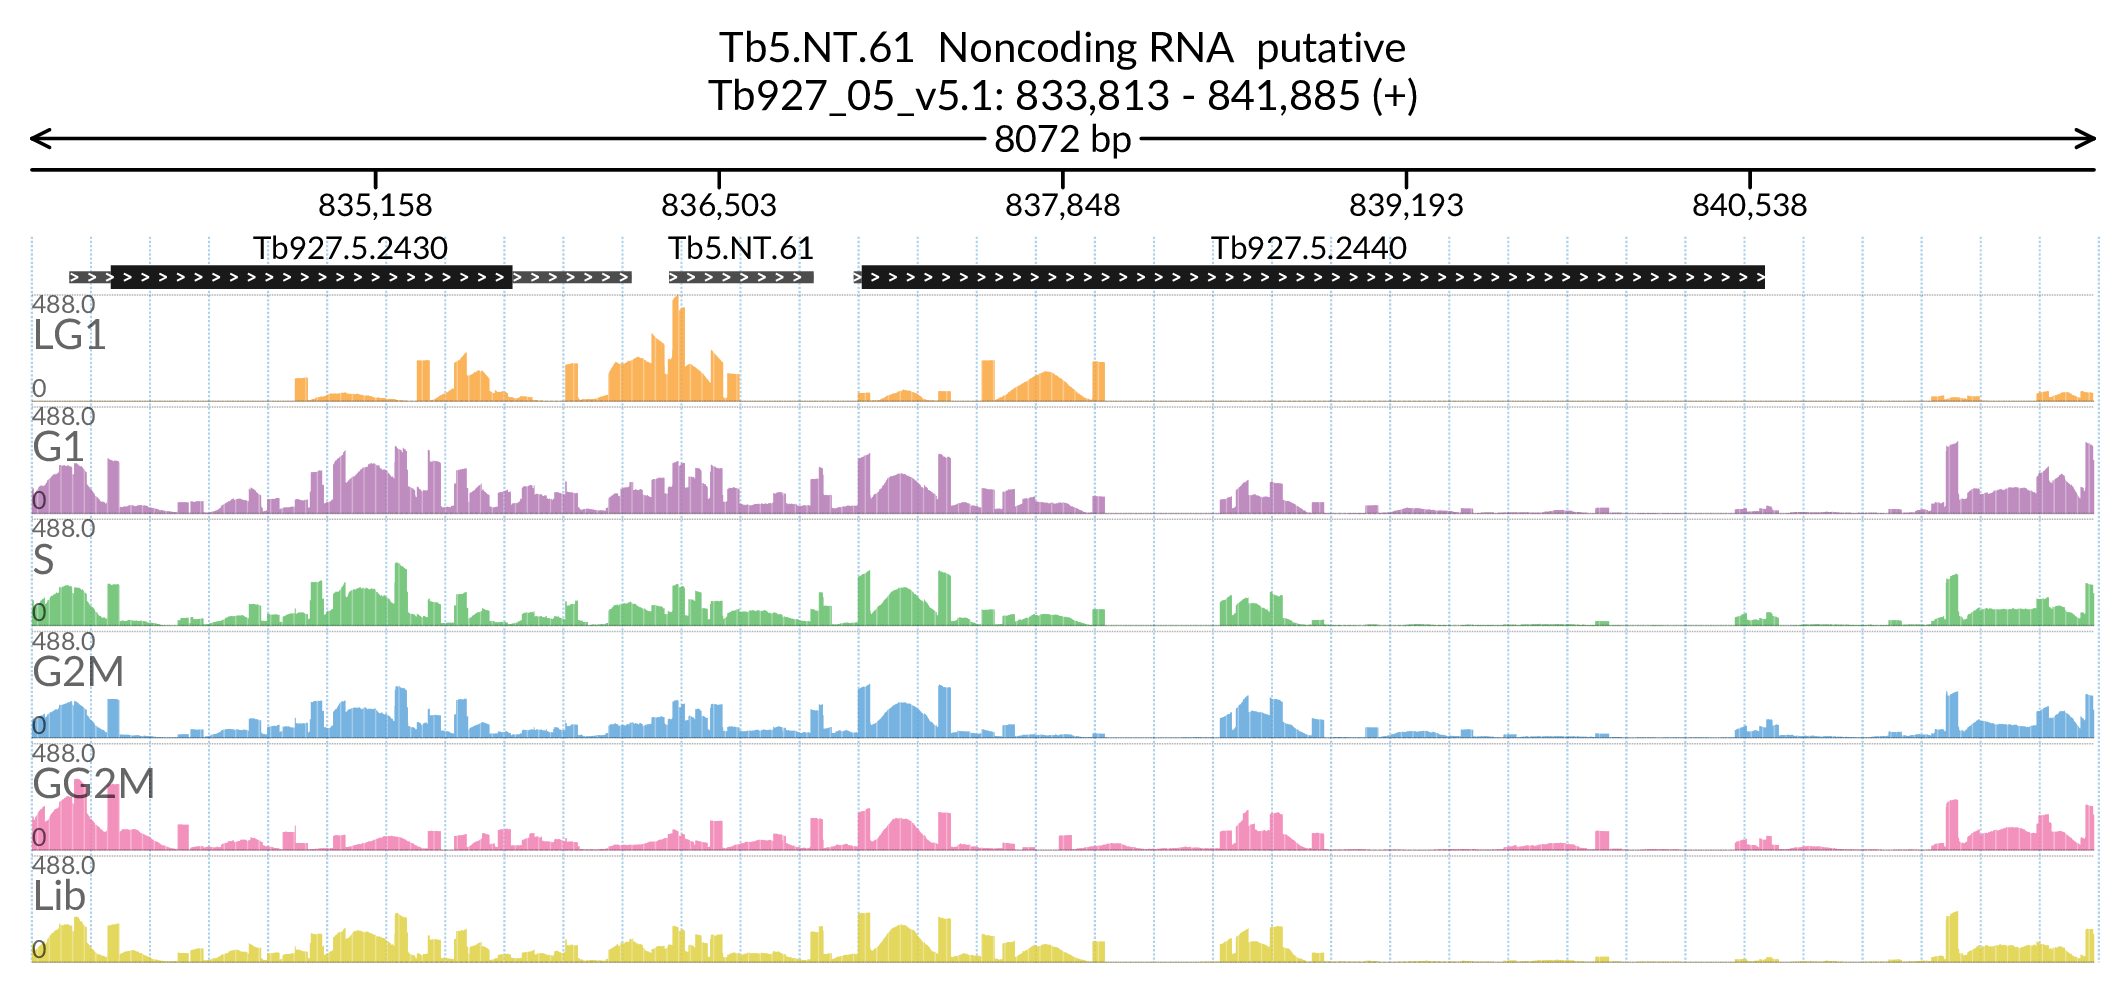 Tb5.NT.61  Noncoding RNA  putative
Tb927_05_v5.1: 833,813 - 841,885 (+)
8072 bp
835,158 836,503 837,848 839,193 840,538
Tb927.5.2430 Tb5.NT.61 Tb927.5.2440
488.0
LG1
0
488.0
G1
0
488.0
S
0
488.0
G2M
0
488.0
GG2M
0
488.0
Lib
0